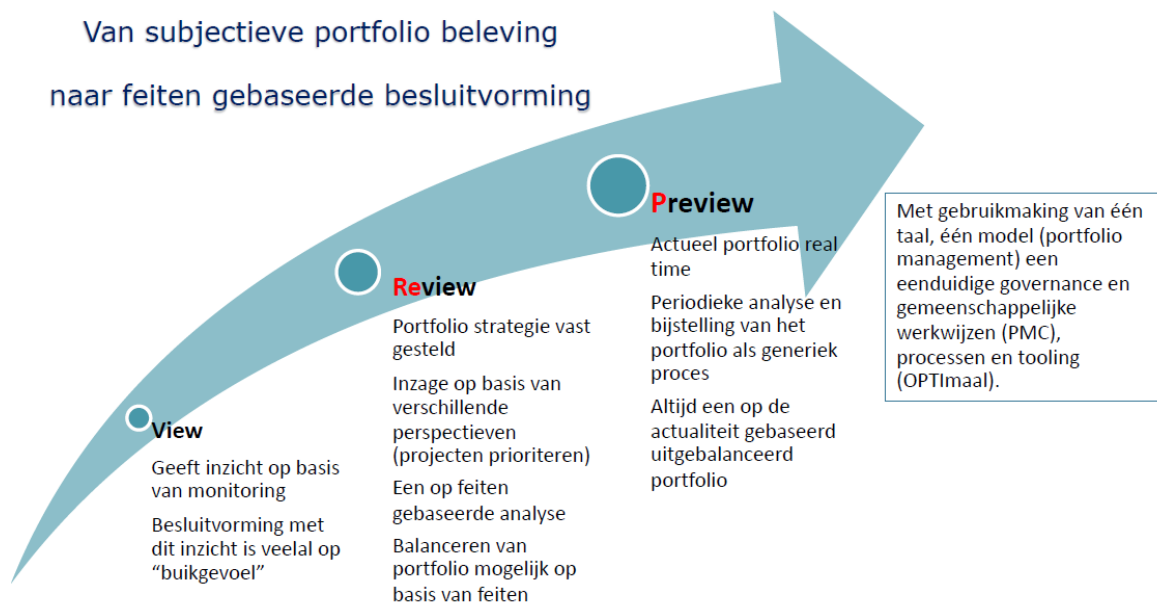 Van subjectieve portfolio beleving
naar feiten gebaseerde besluitvorming
View
Geeft inzicht op basis
van monitoring
Besluitvorming met
dit inzicht is veelal op
“buikgevoel”
Review
Portfolio strategie vast
gesteld
Inzage op basis van
verschillende
perspectieven
(projecten prioriteren)
Een op feiten
gebaseerde analyse
Balanceren van
portfolio mogelijk op
basis van feiten
Preview
Actueel portfolio real
time
Periodieke analyse en
bijstelling van het
portfolio als generiek
proces
Altijd een op de
actualiteit gebaseerd
uitgebalanceerd
portfolio
Met gebruikmaking van één
taal, één model (portfolio
management) een
eenduidige governance en
gemeenschappelijke
werkwijzen (PMC),
processen en tooling
(OPTImaal).